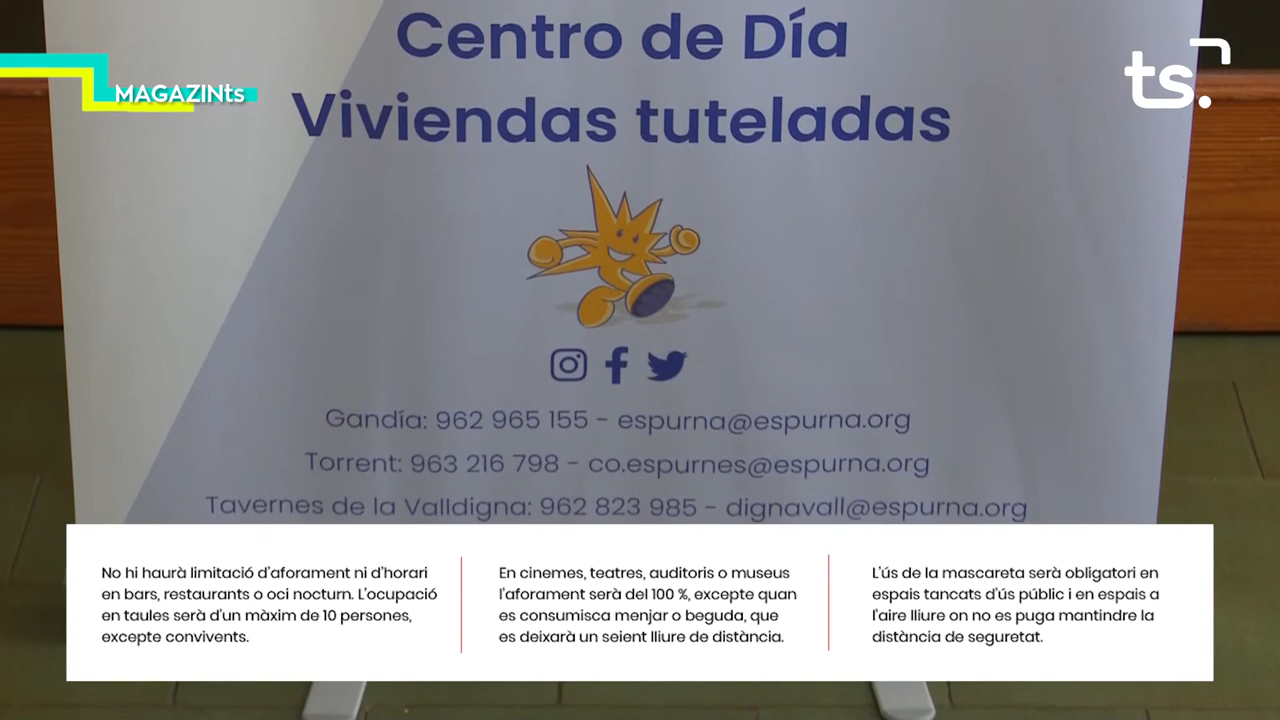 Centro de Día
MAGAZINts
ts.
Viviendas tuteladas
Gandía: 962 965 155 - espurna@espurna.org
Torrent: 963 216 798 - co.espurnes@espurna.org
Tavernes de la Valldigna: 962 823 985 - dignavall@espurna.org
No hi haurà limitació d'aforament ni d'horari
en bars, restaurants o oci nocturn. L'ocupació
en taules serà d'un màxim de 10 persones,
excepte convivents.
En cinemes, teatres, auditoris o museus
l'aforament serà del 100 %, excepte quan
es consumisca menjar o beguda, que
es deixarà un seient lliure de distància.
L'ús de la mascareta serà obligatori en
espais tancats d'ús públic i en espais a
l'aire lliure on no es puga mantindre la
distància de seguretat.